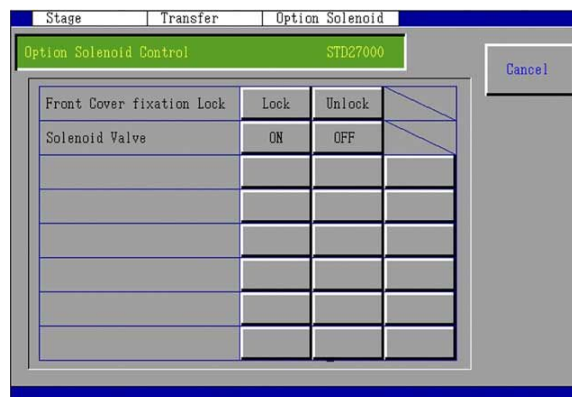 Stage Transfer Option Solenoid
Option Solenoid Control STD27000
Cancel
Front Cover fixation Lock Lock Unlock
Solenoid Valve ON OFF